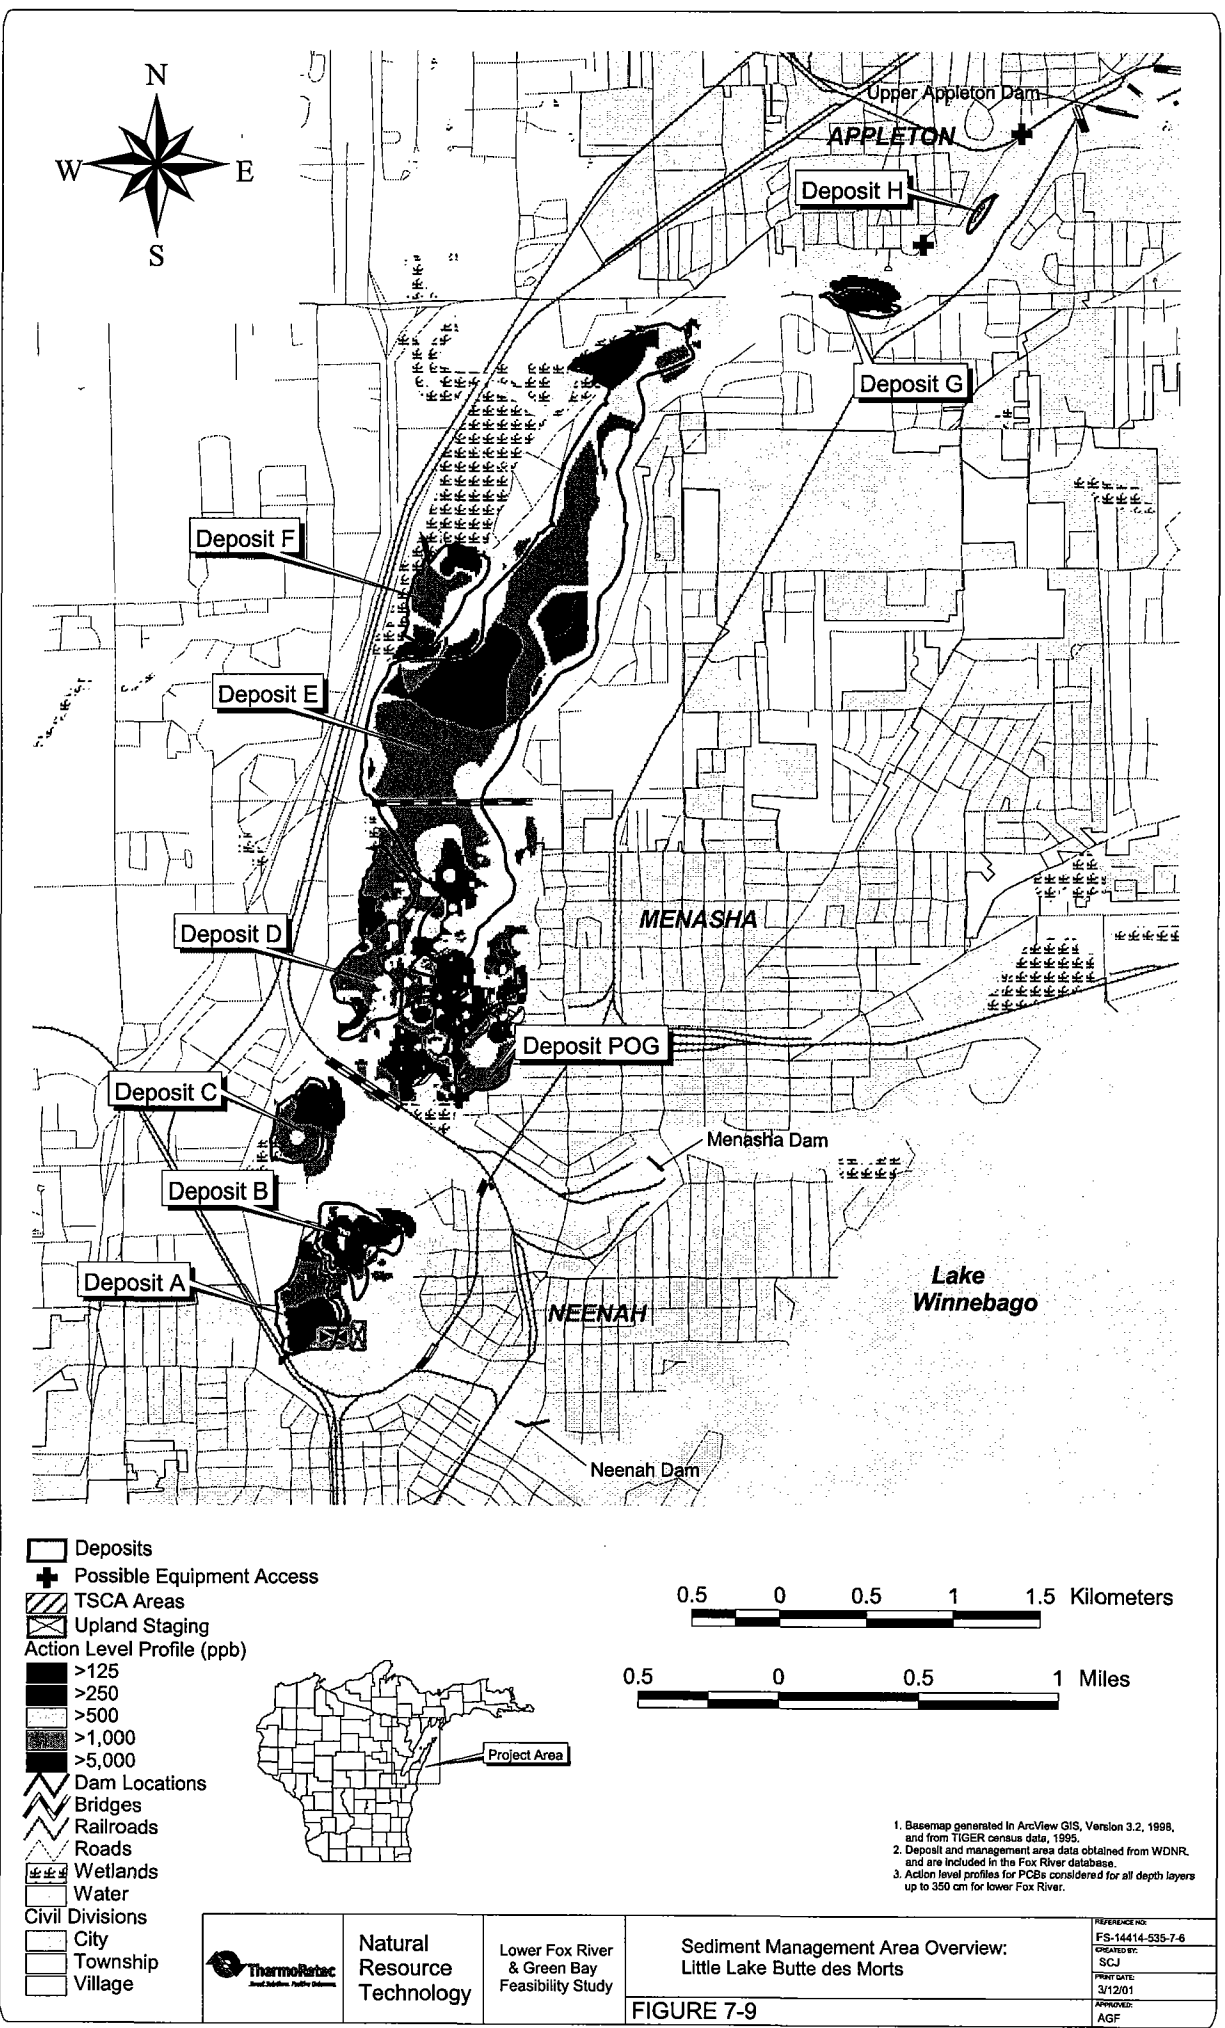 N
W
E
S
Upper Appleton Dam
APPLETON
Deposit H
Deposit G
Deposit F
Deposit E
Deposit D
MENASHA
Deposit POG
Deposit C
Menasha Dam
Deposit B
Deposit A
Lake
Winnebago
NEENAH
Neenah Dam
Deposits
Possible Equipment Access
TSCA Areas
Upland Staging
Action Level Profile (ppb)
>125
>250
>500
>1,000
>5,000
Dam Locations
Bridges
Railroads
Roads
Wetlands
Water
Civil Divisions
City
Township
Village
0.5 0 0.5 1 1.5 Kilometers
0.5 0 0.5 1 Miles
Project Area
1. Basemap generated in ArcView GIS, Version 3.2, 1998,
and from TIGER census data, 1995.
2. Deposit and management area data obtained from WDNR,
and are included in the Fox River database.
3. Action level profiles for PCBs considered for all depth layers
up to 350 cm for lower Fox River.
ThermoRetec
Natural
Resource
Technology
Lower Fox River
& Green Bay
Feasibility Study
Sediment Management Area Overview:
Little Lake Butte des Morts
FIGURE 7-9
REFERENCE NO:
FS-14414-535-7-6
CREATED BY:
SCJ
PRINT DATE:
3/12/01
APPROVED:
AGF